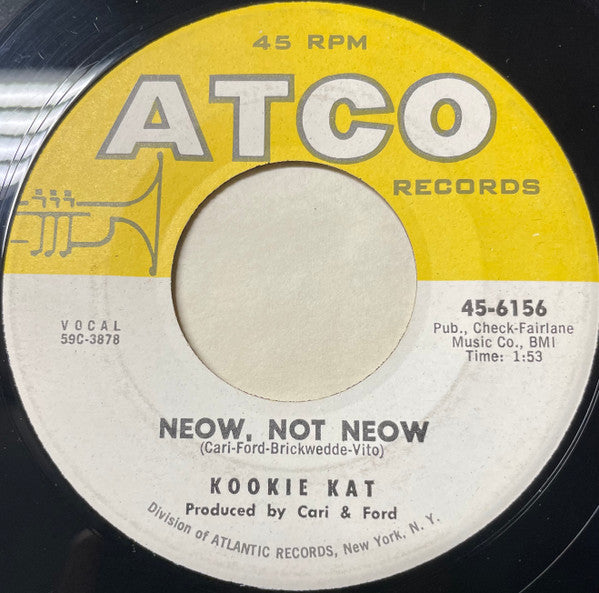 45 RPM
ATCO
RECORDS
VOCAL
59C-3878
45-6156
Pub., Check-Fairlane
Music Co., BMI
Time: 1:53
NEOW, NOT NEOW
(Cari-Ford-Brickwedde-Vito)
KOOKIE KAT
Produced by Cari & Ford
Division of ATLANTIC RECORDS, New York, N. Y.